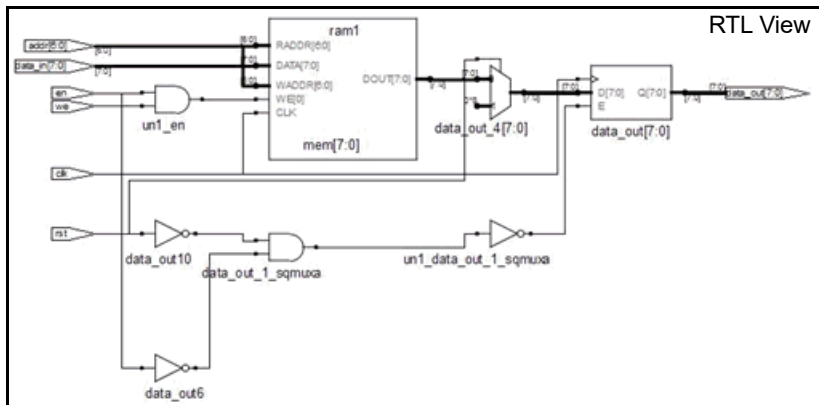 RTL View
ram1
addr[6:0]
[6:0]
RADDR[6:0]
data_in[7:0]
[7:0]
DATA[7:0]
WADDR[6:0]
DOUT[7:0]
[7:0]
[7:0]
[7:0]
[7:0]
D[7:0]
Q[7:0]
[7:0]
[7:0]
data_out[7:0]
en
we
WE[0]
CLK
E
un1_en
mem[7:0]
data_out_4[7:0]
data_out[7:0]
clk
rst
data_out10
data_out_1_sqmuxa
un1_data_out_1_sqmuxa
data_out6